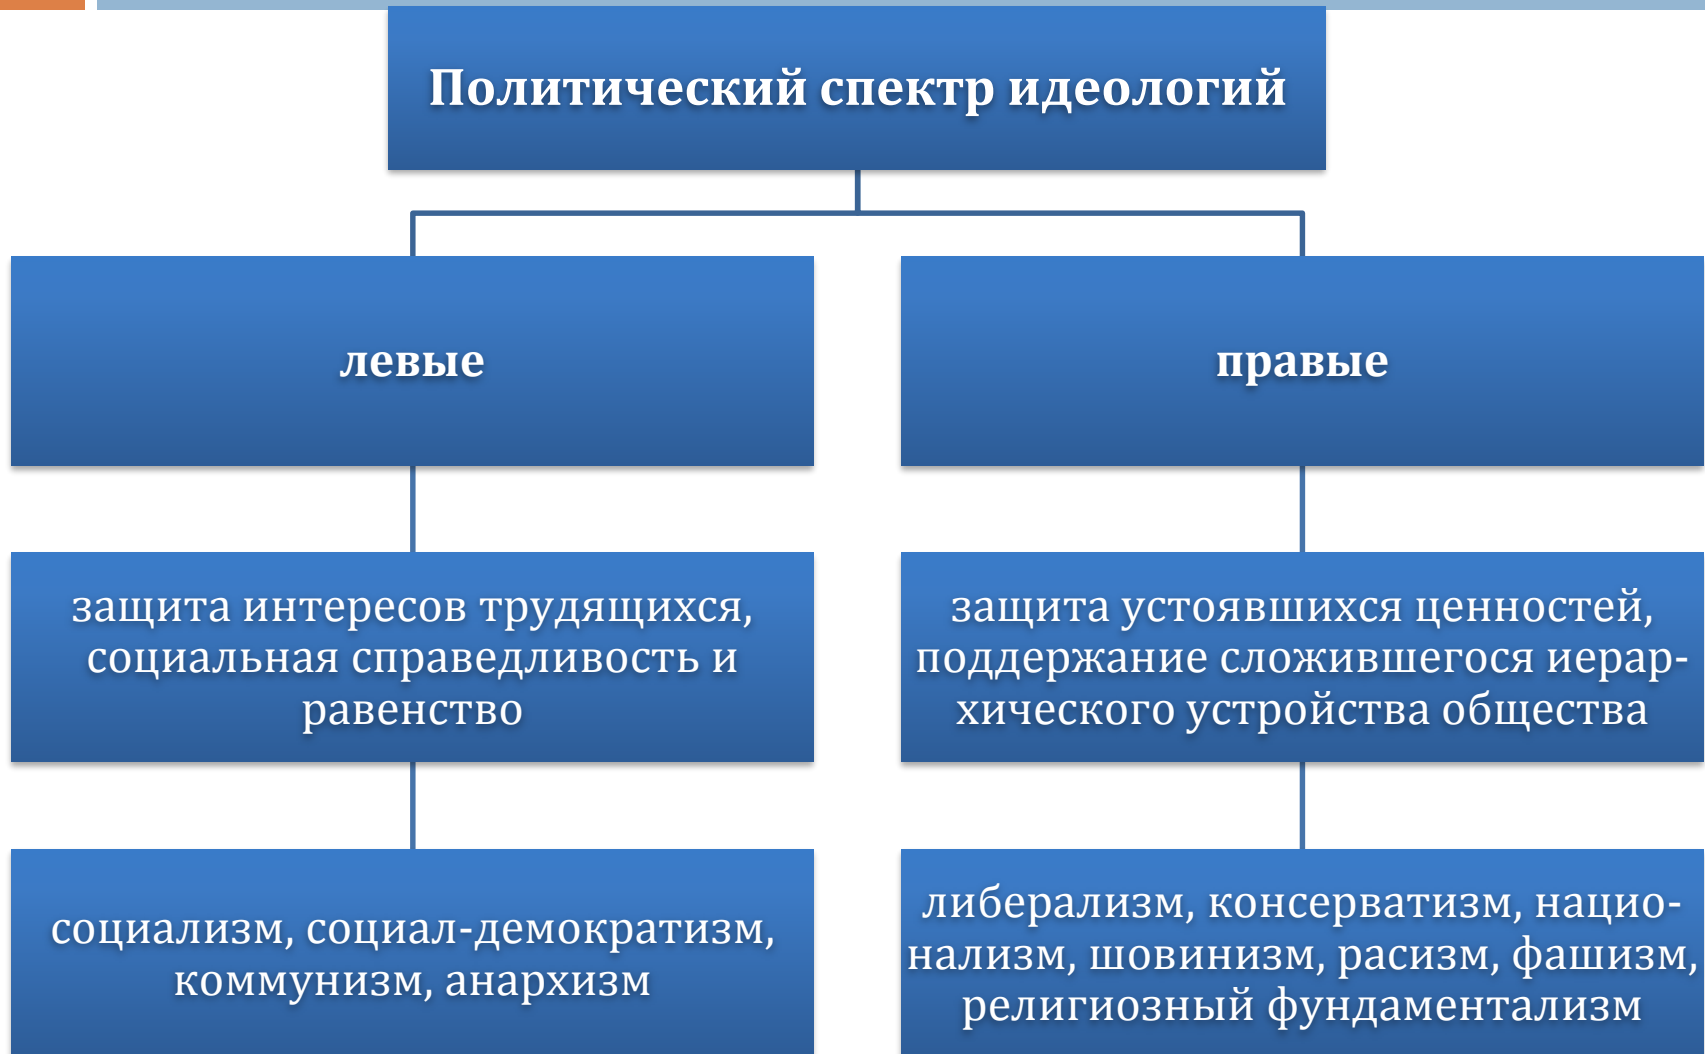 Политический спектр идеологий
левые
правые
защита интересов трудящихся,
социальная справедливость и
равенство
защита устоявшихся ценностей,
поддержание сложившегося иерар-
хического устройства общества
социализм, социал-демократизм,
коммунизм, анархизм
либерализм, консерватизм, нацио-
нализм, шовинизм, расизм, фашизм,
религиозный фундаментализм